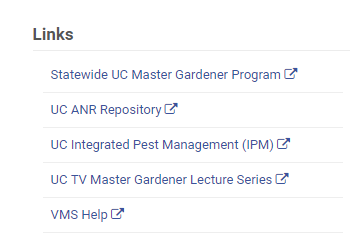 Links
Statewide UC Master Gardener Program
UC ANR Repository
UC Integrated Pest Management (IPM)
UC TV Master Gardener Lecture Series
VMS Help